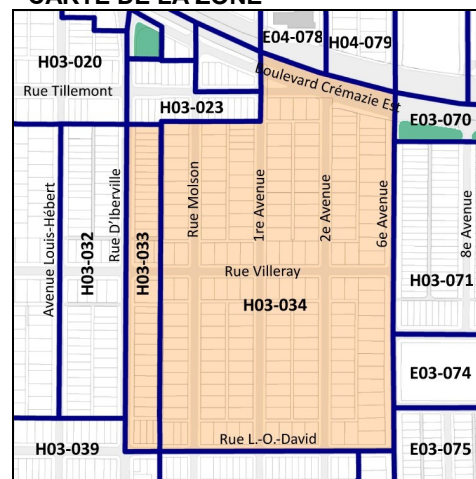 CARTE DE LA ZONE
E04-078
H04-079
H03-020
Boulevard Crémazie Est
Rue Tillemont
H03-023
E03-070
Avenue Louis-Hébert
H03-032
Rue D'Iberville
H03-033
Rue Molson
1re Avenue
2e Avenue
6e Avenue
8e Avenue
Rue Villeray
H03-071
H03-034
E03-074
Rue L.-O.-David
H03-039
E03-075